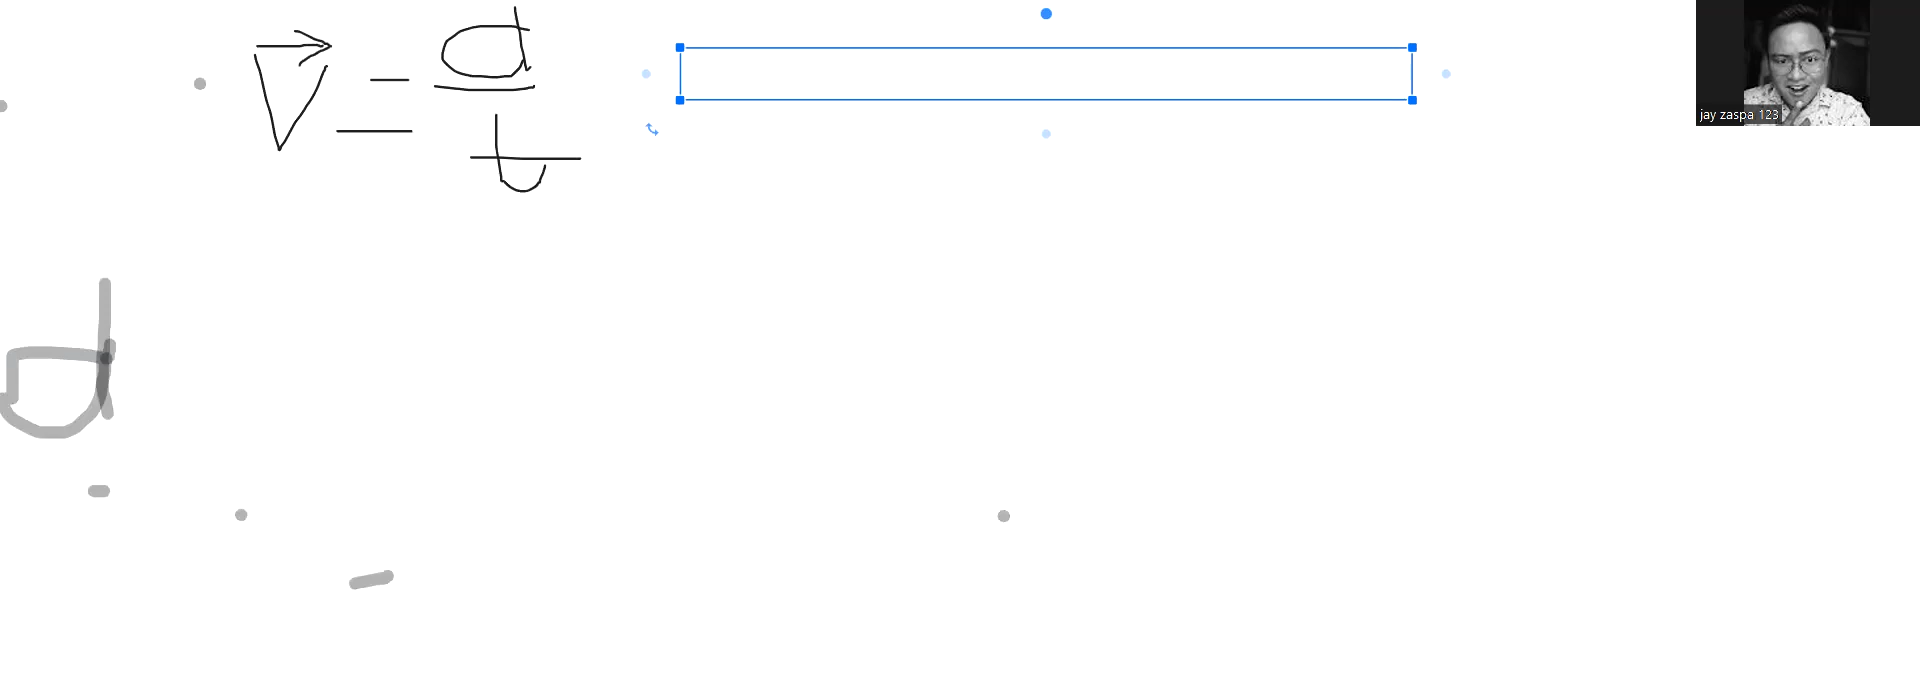 v⃗ = d/t
jay zaspa 123
d